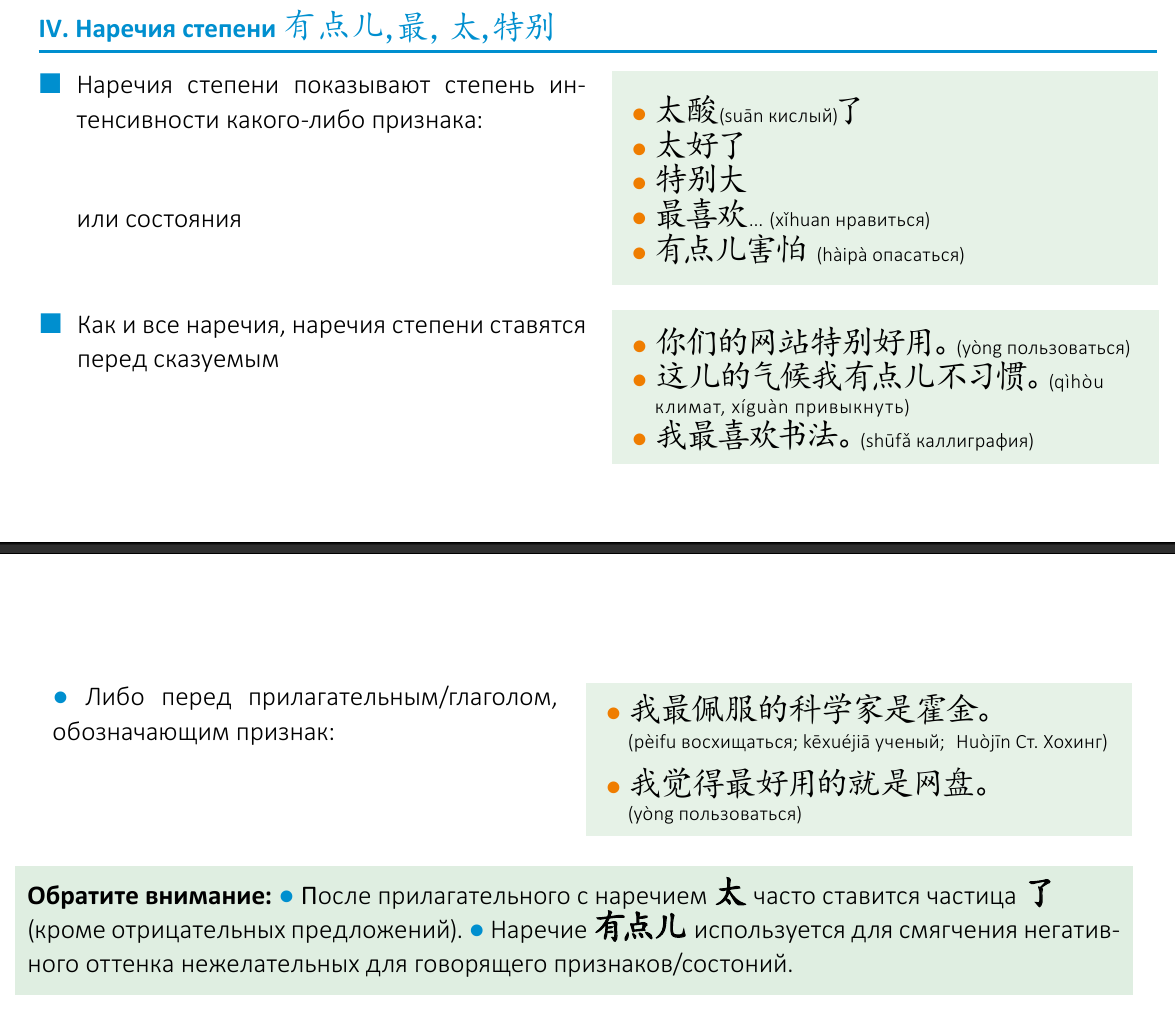 IV. Наречия степени 有点儿,最, 太,特别
■ Наречия степени показывают степень ин-
тенсивности какого-либо признака:
или состояния
● 太酸(suān кислый)了
● 太好了
● 特别大
● 最喜欢... (xǐhuan нравиться)
● 有点儿害怕 (hàipà опасаться)
■ Как и все наречия, наречия степени ставятся
перед сказуемым
● 你们的网站特别好用。(yòng пользоваться)
● 这儿的气候我有点儿不习惯。(qìhòu
климат, xíguàn привыкнуть)
● 我最喜欢书法。(shūfǎ каллиграфия)
● Либо перед прилагательным/глаголом,
обозначающим признак:
● 我最佩服的科学家是霍金。
(pèifu восхищаться; kēxuéjiā ученый; Huòjīn Ст. Хохинг)
● 我觉得最好用的就是网盘。
(yòng пользоваться)
Обратите внимание: ● После прилагательного с наречием 太 часто ставится частица 了
(кроме отрицательных предложений). ● Наречие 有点儿 используется для смягчения негатив-
ного оттенка нежелательных для говорящего признаков/состоний.